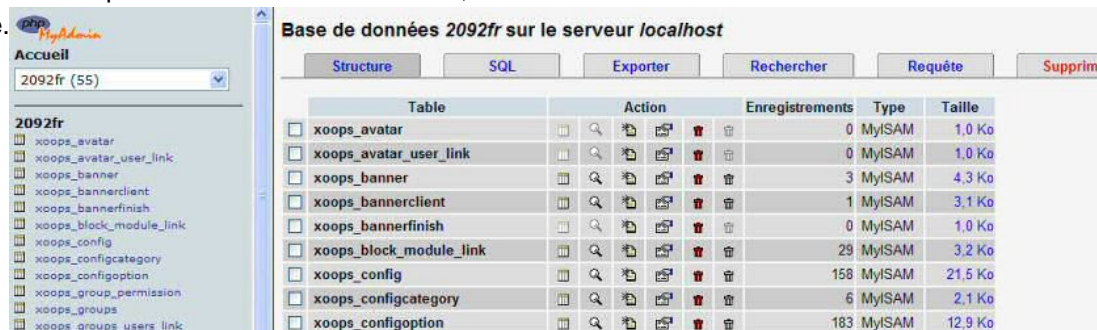 e.
php
MyAdmin
Accueil
2092fr (55)
2092fr
xoops_avatar
xoops_avatar_user_link
xoops_banner
xoops_bannerclient
xoops_bannerfinish
xoops_block_module_link
xoops_config
xoops_configcategory
xoops_configoption
xoops_group_permission
xoops_groups
xoops_groups_users_link
Base de données 2092fr sur le serveur localhost
Structure SQL Exporter Rechercher Requête Supprim
Table Action Enregistrements Type Taille
xoops_avatar 0 MyISAM 1,0 Ko
xoops_avatar_user_link 0 MyISAM 1,0 Ko
xoops_banner 3 MyISAM 4,3 Ko
xoops_bannerclient 1 MyISAM 3,1 Ko
xoops_bannerfinish 0 MyISAM 1,0 Ko
xoops_block_module_link 29 MyISAM 3,2 Ko
xoops_config 158 MyISAM 21,5 Ko
xoops_configcategory 6 MyISAM 2,1 Ko
xoops_configoption 183 MyISAM 12,9 Ko